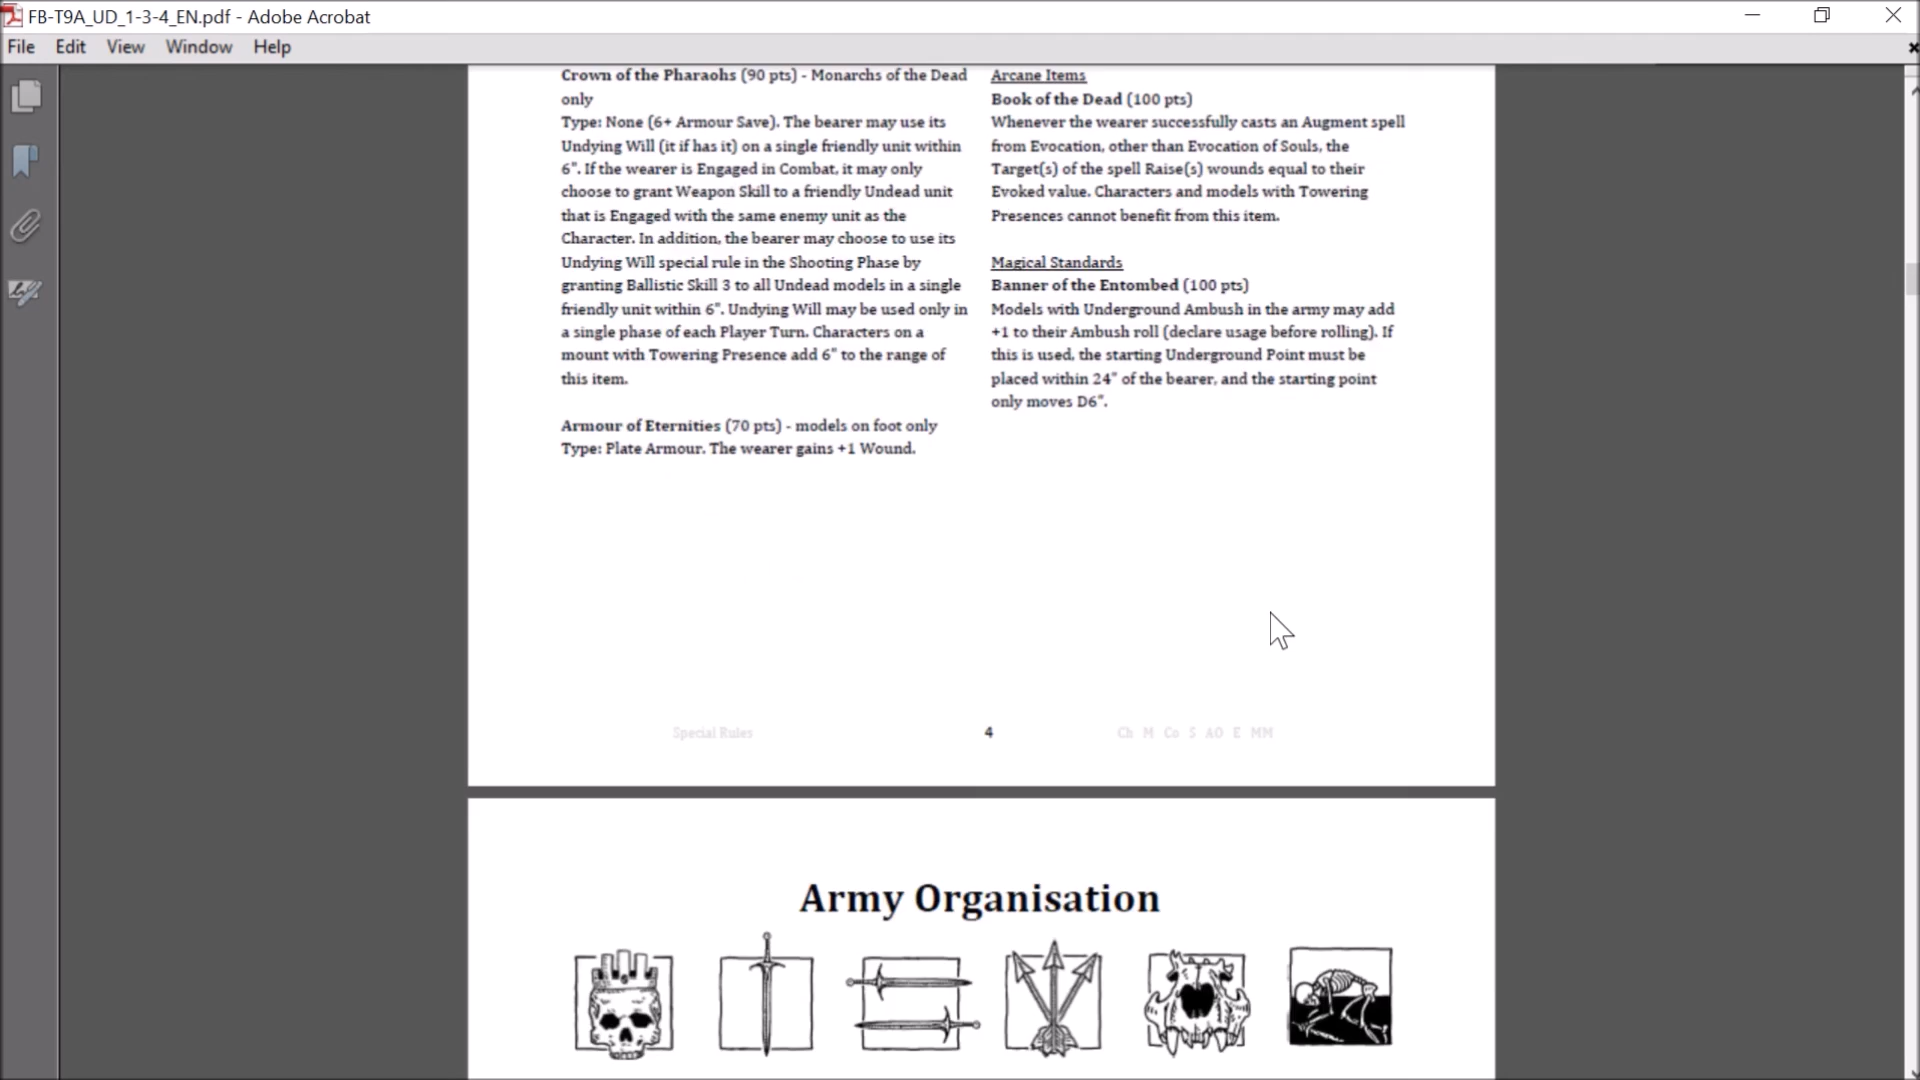 FB-T9A_UD_1-3-4_EN.pdf - Adobe Acrobat
File Edit View Window Help
Crown of the Pharaohs (90 pts) - Monarchs of the Dead
only
Type: None (6+ Armour Save). The bearer may use its
Undying Will (it if has it) on a single friendly unit within
6". If the wearer is Engaged in Combat, it may only
choose to grant Weapon Skill to a friendly Undead unit
that is Engaged with the same enemy unit as the
Character. In addition, the bearer may choose to use its
Undying Will special rule in the Shooting Phase by
granting Ballistic Skill 3 to all Undead models in a single
friendly unit within 6". Undying Will may be used only in
a single phase of each Player Turn. Characters on a
mount with Towering Presence add 6" to the range of
this item.
Armour of Eternities (70 pts) - models on foot only
Type: Plate Armour. The wearer gains +1 Wound.
Arcane Items
Book of the Dead (100 pts)
Whenever the wearer successfully casts an Augment spell
from Evocation, other than Evocation of Souls, the
Target(s) of the spell Raise(s) wounds equal to their
Evoked value. Characters and models with Towering
Presences cannot benefit from this item.
Magical Standards
Banner of the Entombed (100 pts)
Models with Underground Ambush in the army may add
+1 to their Ambush roll (declare usage before rolling). If
this is used, the starting Underground Point must be
placed within 24" of the bearer, and the starting point
only moves D6".
Special Rules 4 Ch M Co S AO E MM
Army Organisation